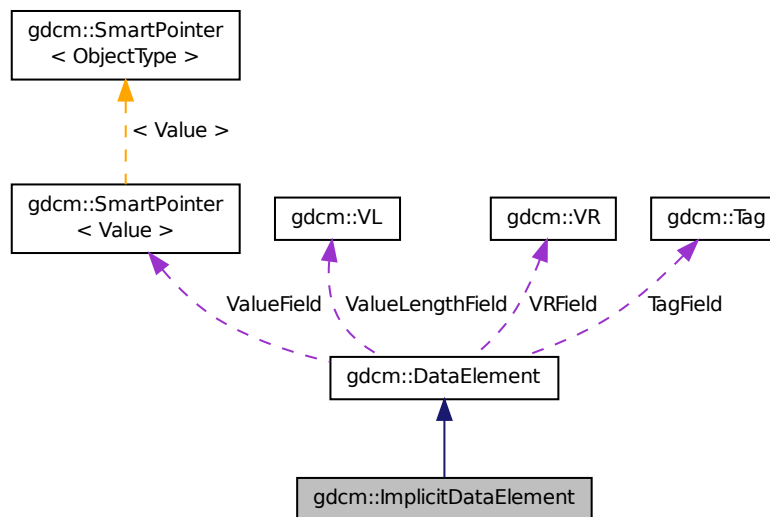 gdcm::SmartPointer
< ObjectType >
< Value >
gdcm::SmartPointer
< Value >
gdcm::VL
gdcm::VR
gdcm::Tag
ValueField
ValueLengthField
VRField
TagField
gdcm::DataElement
gdcm::ImplicitDataElement